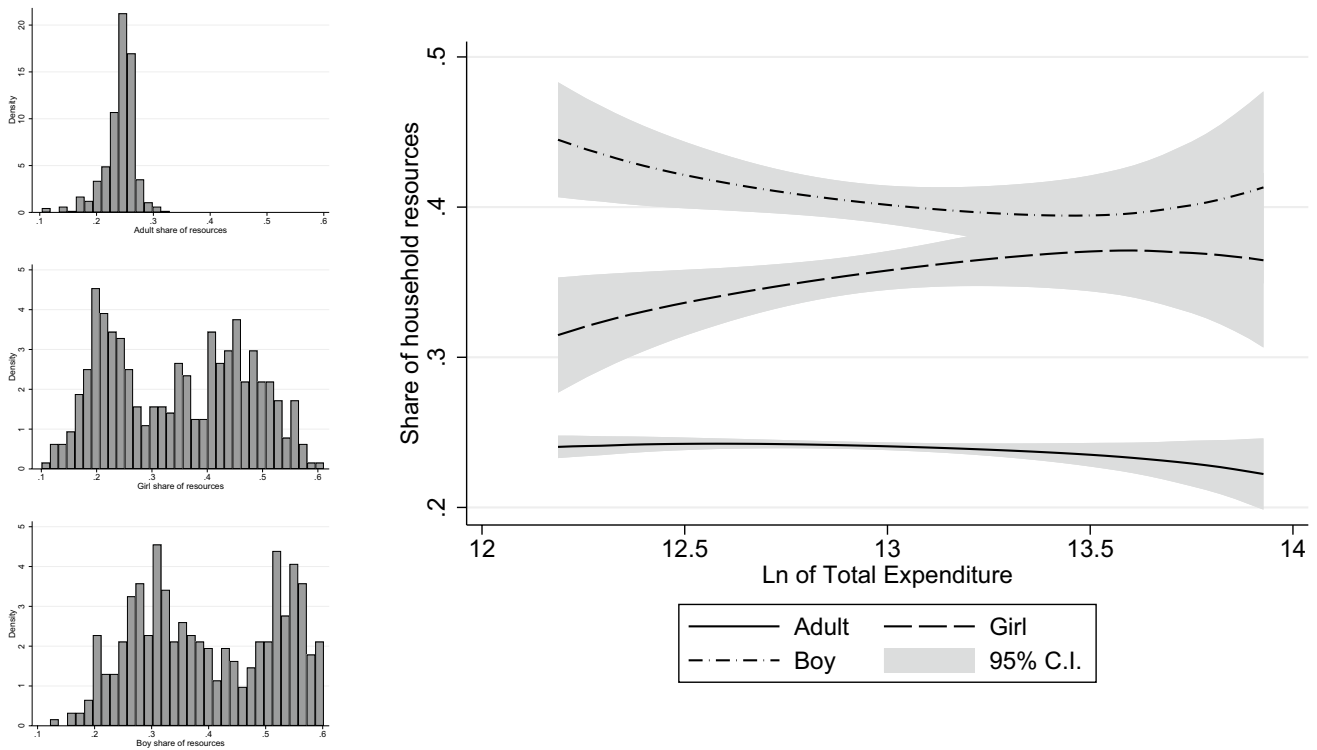 20
15
10
5
0
Density
.1 .2 .3 .4 .5 .6
Adult share of resources
5
4
3
2
1
0
Density
.1 .2 .3 .4 .5 .6
Girl share of resources
5
4
3
2
1
0
Density
.1 .2 .3 .4 .5 .6
Boy share of resources
.5
.4
.3
.2
Share of household resources
12 12.5 13 13.5 14
Ln of Total Expenditure
Adult Girl
Boy 95% C.I.